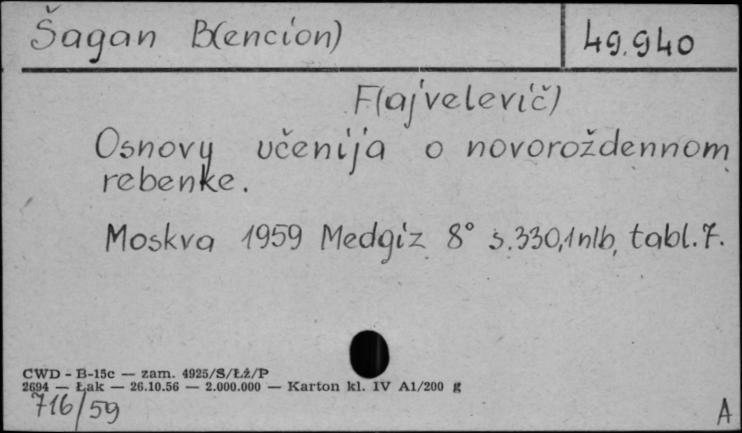 Šagan B(encion) 49.940
F(ajvelevič)
Osnovy učenija o novoroždennom
rebenke.
Moskva 1959 Medgiz 8° s.330,1nlb, tabl.7.
CWD - B-15c — zam. 4925/S/Łż/P
2694 — Łak — 26.10.56 — 2.000.000 — Karton kl. IV A1/200 g
716/59
A